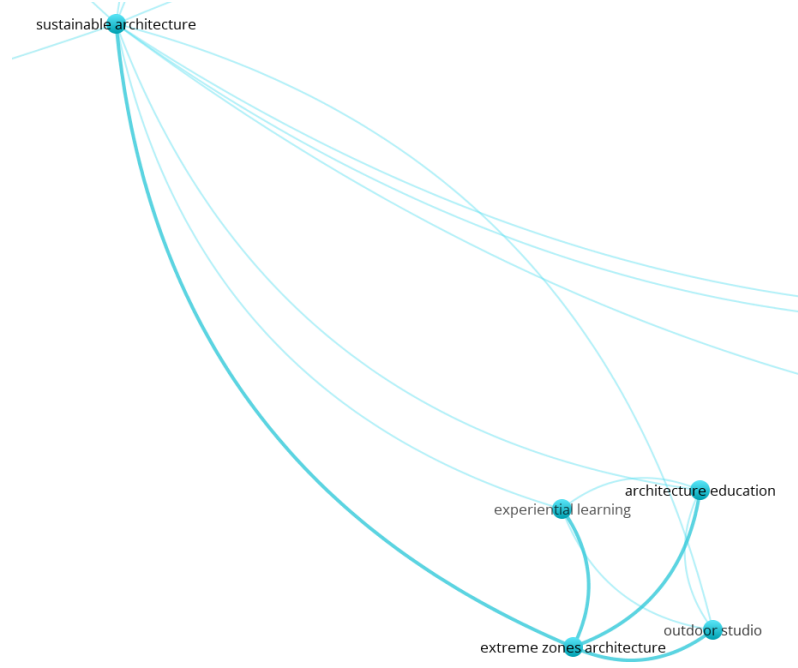 sustainable architecture
architecture education
experiential learning
outdoor studio
extreme zones architecture